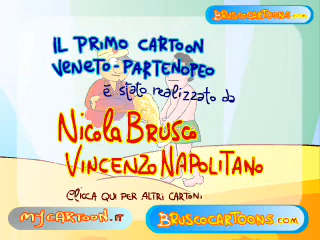 BRUSCOCARTOONS.com
IL PRIMO CARTOON
VENETO-PARTENOPEO
è stato realizzato da
NICOLA BRUSCO
VINCENZO NAPOLITANO
CLICCA QUI PER ALTRI CARTONI
MYCARTOON.IT
BRUSCOCARTOONS.com